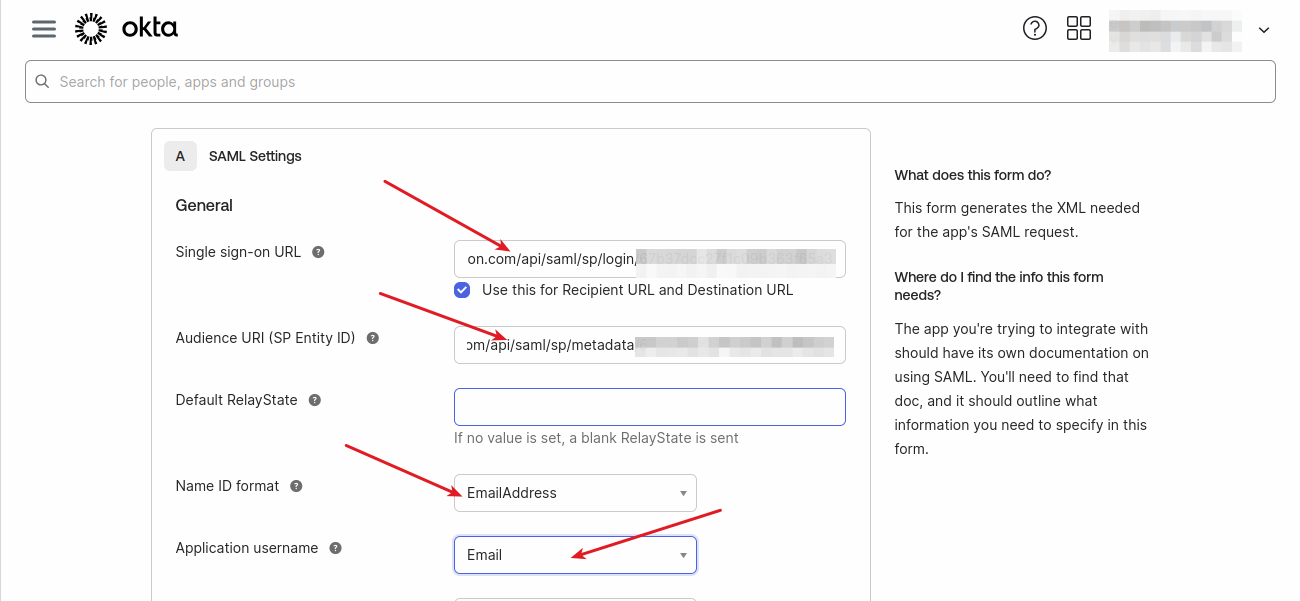 okta
Search for people, apps and groups
A SAML Settings
General
Single sign-on URL ?
on.com/api/saml/sp/login/
Use this for Recipient URL and Destination URL
Audience URI (SP Entity ID) ?
om/api/saml/sp/metadata
Default RelayState ?
If no value is set, a blank RelayState is sent
Name ID format ?
EmailAddress
Application username ?
Email
What does this form do?
This form generates the XML needed
for the app's SAML request.
Where do I find the info this form
needs?
The app you're trying to integrate with
should have its own documentation on
using SAML. You'll need to find that
doc, and it should outline what
information you need to specify in this
form.